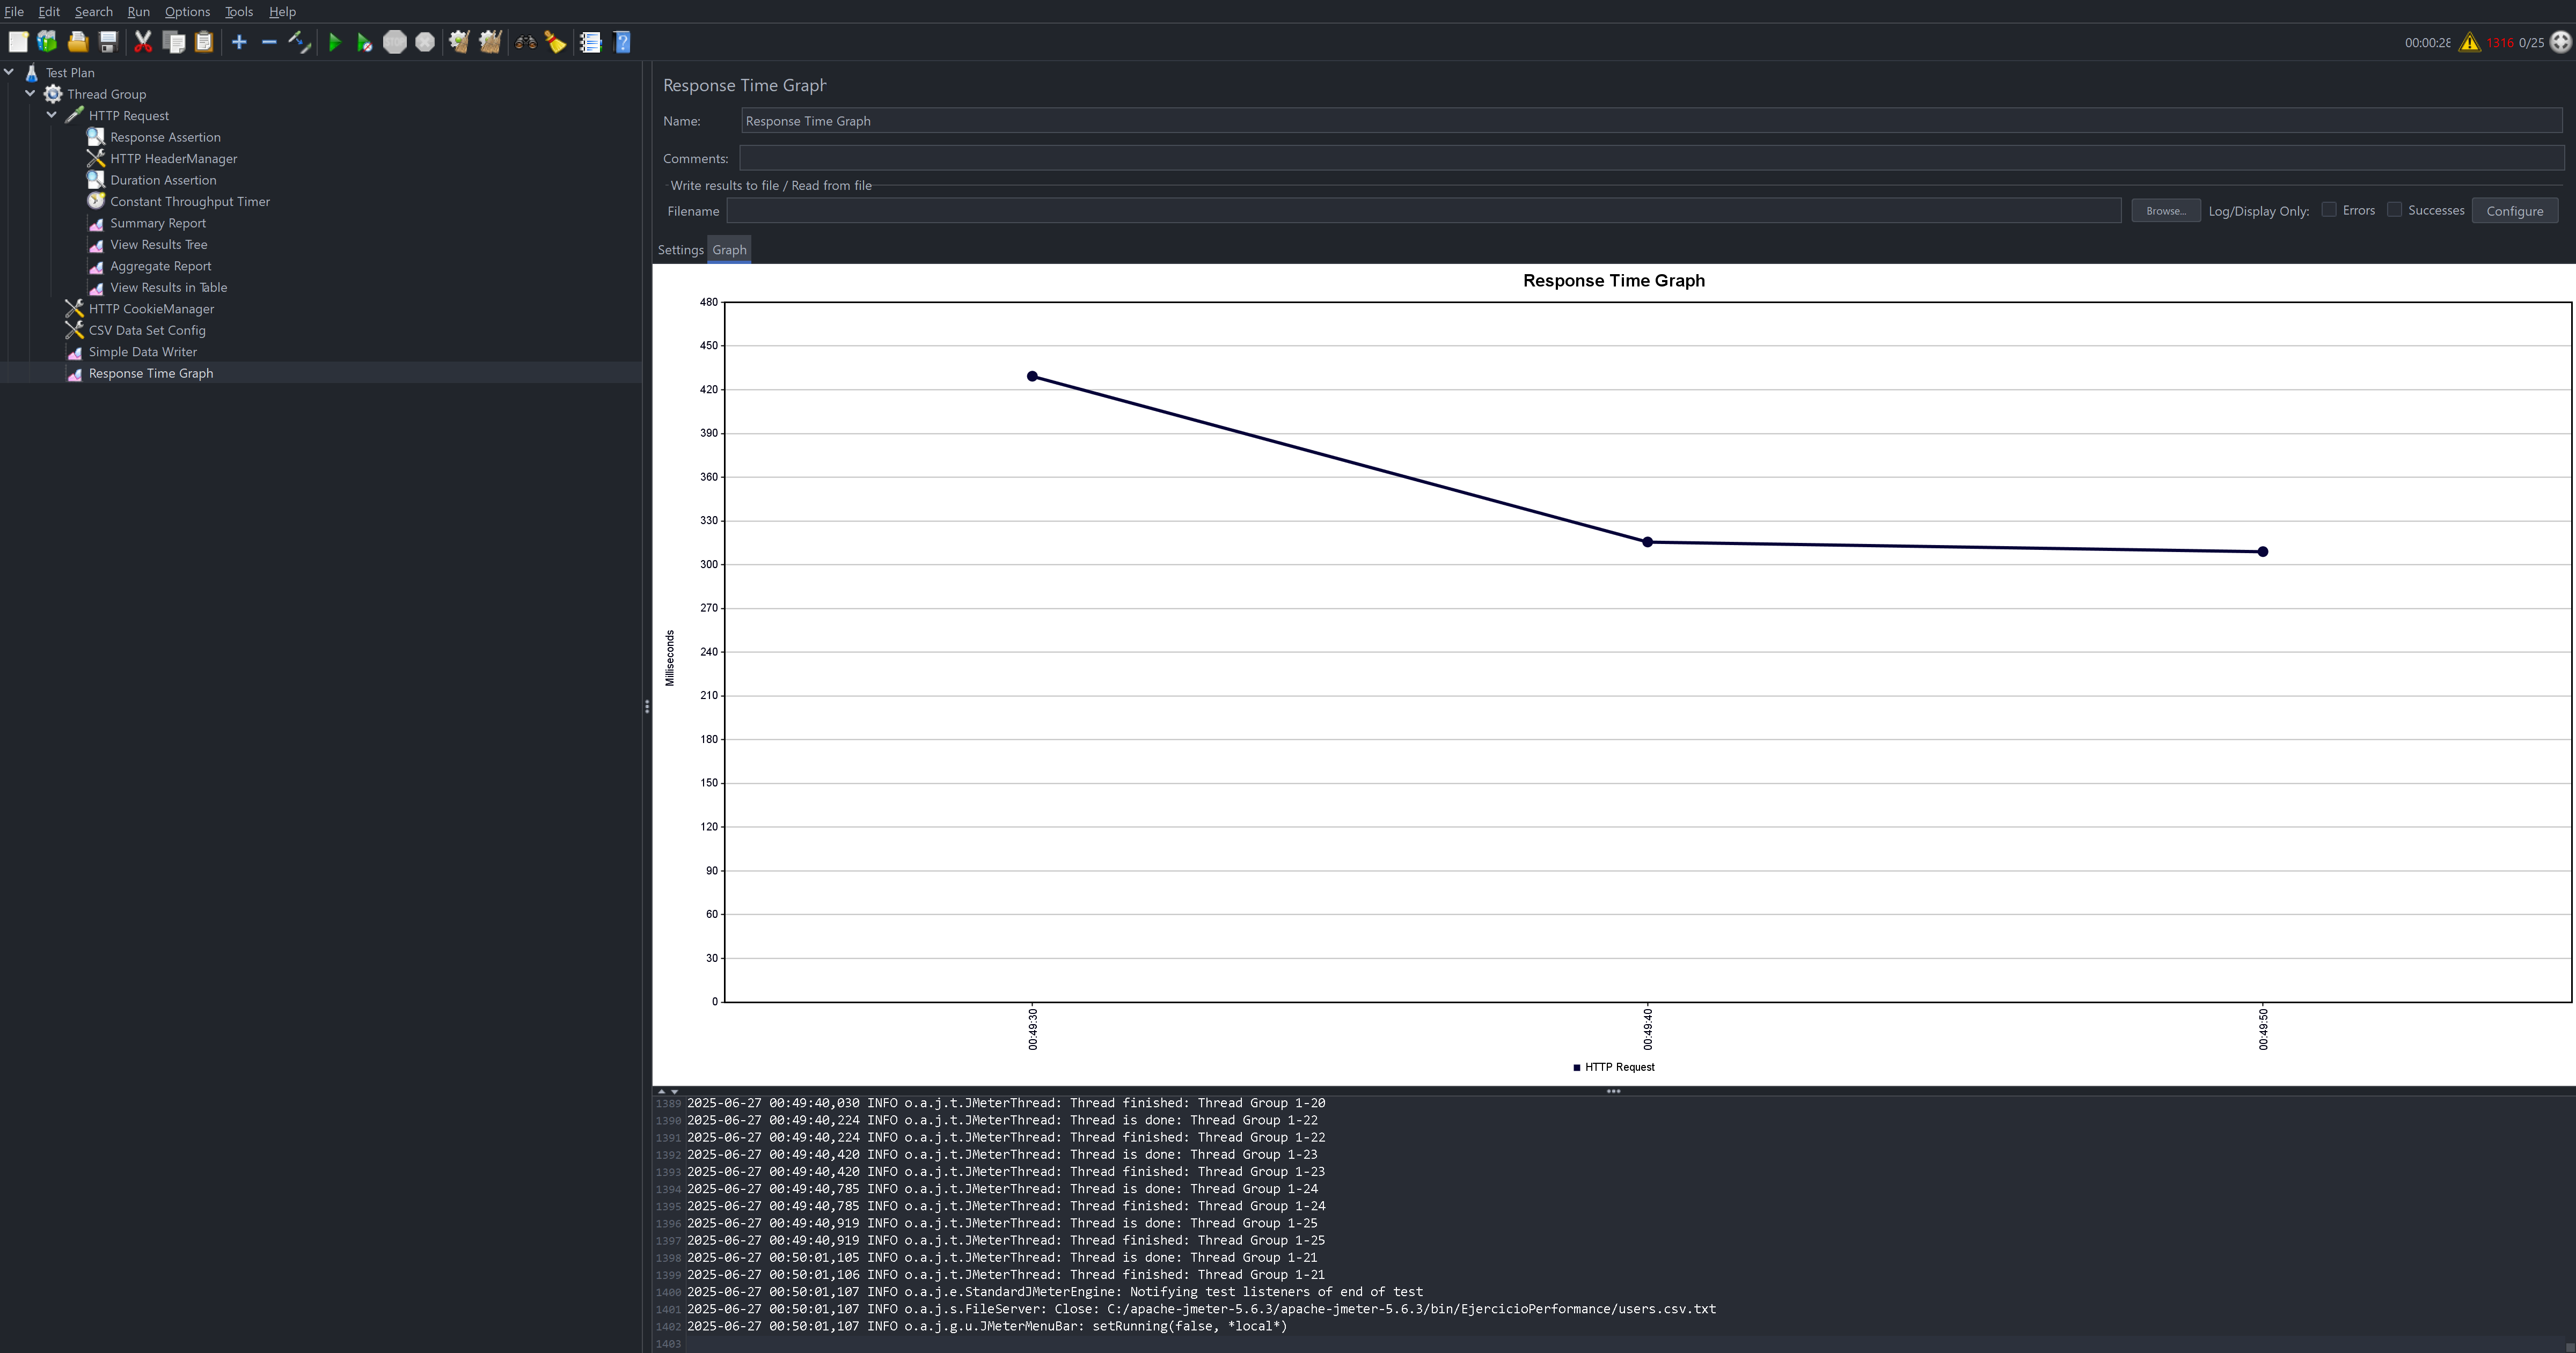 File Edit Search Run Options Tools Help
00:00:28 1316 0/25
Test Plan
Thread Group
HTTP Request
Response Assertion
HTTP HeaderManager
Duration Assertion
Constant Throughput Timer
Summary Report
View Results Tree
Aggregate Report
View Results in Table
HTTP CookieManager
CSV Data Set Config
Simple Data Writer
Response Time Graph
Response Time Graph
Name: Response Time Graph
Comments:
Write results to file / Read from file
Filename Browse... Log/Display Only: Errors Successes Configure
Settings Graph
Response Time Graph
480
450
420
390
360
330
300
270
240
210
180
150
120
90
60
30
0
Milliseconds
00:49:30 00:49:40 00:49:50
HTTP Request
1389 2025-06-27 00:49:40,030 INFO o.a.j.t.JMeterThread: Thread finished: Thread Group 1-20
1390 2025-06-27 00:49:40,224 INFO o.a.j.t.JMeterThread: Thread is done: Thread Group 1-22
1391 2025-06-27 00:49:40,224 INFO o.a.j.t.JMeterThread: Thread finished: Thread Group 1-22
1392 2025-06-27 00:49:40,420 INFO o.a.j.t.JMeterThread: Thread is done: Thread Group 1-23
1393 2025-06-27 00:49:40,420 INFO o.a.j.t.JMeterThread: Thread finished: Thread Group 1-23
1394 2025-06-27 00:49:40,785 INFO o.a.j.t.JMeterThread: Thread is done: Thread Group 1-24
1395 2025-06-27 00:49:40,785 INFO o.a.j.t.JMeterThread: Thread finished: Thread Group 1-24
1396 2025-06-27 00:49:40,919 INFO o.a.j.t.JMeterThread: Thread is done: Thread Group 1-25
1397 2025-06-27 00:49:40,919 INFO o.a.j.t.JMeterThread: Thread finished: Thread Group 1-25
1398 2025-06-27 00:50:01,105 INFO o.a.j.t.JMeterThread: Thread is done: Thread Group 1-21
1399 2025-06-27 00:50:01,106 INFO o.a.j.t.JMeterThread: Thread finished: Thread Group 1-21
1400 2025-06-27 00:50:01,107 INFO o.a.j.e.StandardJMeterEngine: Notifying test listeners of end of test
1401 2025-06-27 00:50:01,107 INFO o.a.j.s.FileServer: Close: C:/apache-jmeter-5.6.3/apache-jmeter-5.6.3/bin/EjercicioPerformance/users.csv.txt
1402 2025-06-27 00:50:01,107 INFO o.a.j.g.u.JMeterMenuBar: setRunning(false, *local*)
1403